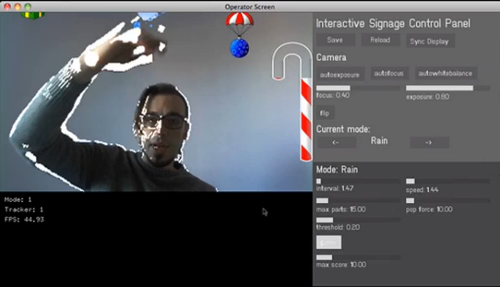 Operator Screen
Interactive Signage Control Panel
Save
Reload
Sync Display
Camera
autoexposure
autofocus
autowhitebalance
focus: 0.40
exposure: 0.80
flip
Current mode:
<-
Rain
->
Mode: Rain
interval: 1.47
speed: 1.44
max parts: 15.00
pop force: 10.00
threshold: 0.20
max score: 10.00
Mode: 1
Tracker: 1
FPS: 44.93